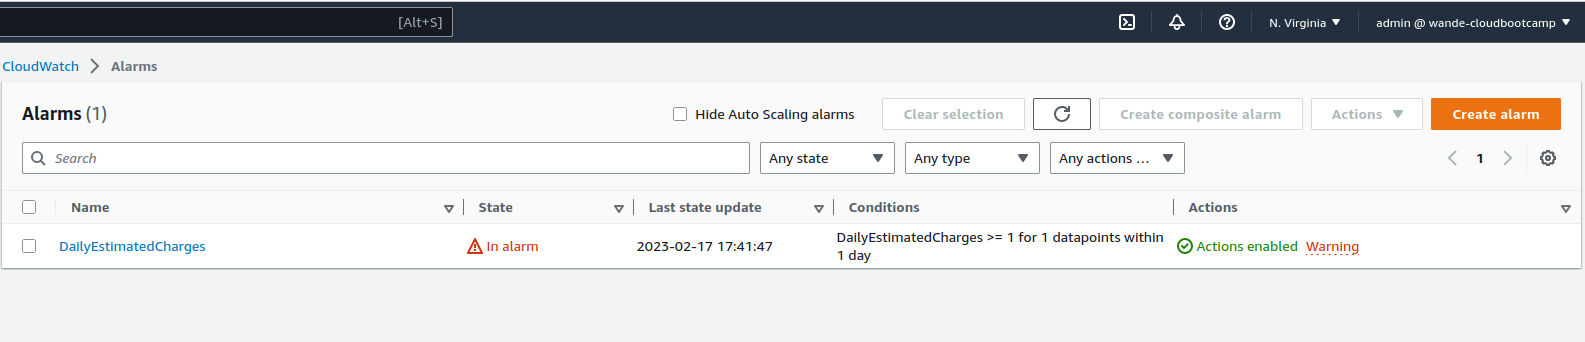 [Alt+S]
N. Virginia
admin @ wande-cloudbootcamp
CloudWatch
Alarms
Alarms (1)
Hide Auto Scaling alarms
Clear selection
Create composite alarm
Actions
Create alarm
Search
Any state
Any type
Any actions ...
1
Name
State
Last state update
Conditions
Actions
DailyEstimatedCharges
In alarm
2023-02-17 17:41:47
DailyEstimatedCharges >= 1 for 1 datapoints within
1 day
Actions enabled
Warning